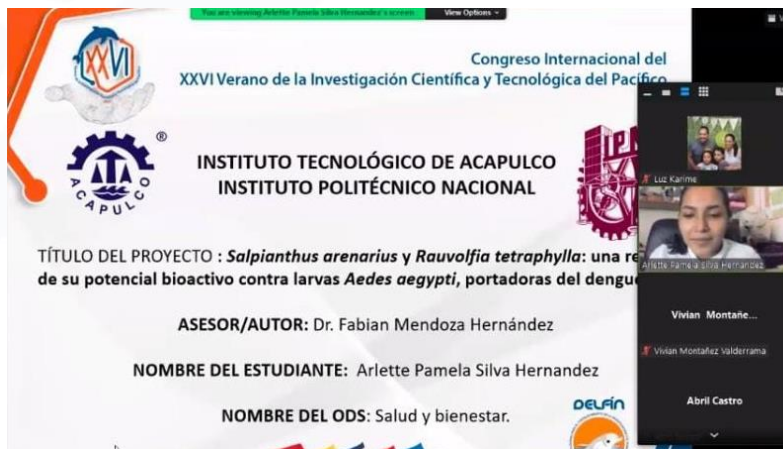 You are viewing Arlette Pamela Silva Hernandez's screen View Options
XXVI
Congreso Internacional del
XXVI Verano de la Investigación Científica y Tecnológica del Pacífico
ACAPULCO
®
INSTITUTO TECNOLÓGICO DE ACAPULCO
INSTITUTO POLITÉCNICO NACIONAL
TÍTULO DEL PROYECTO : Salpianthus arenarius y Rauvolfia tetraphylla: una
de su potencial bioactivo contra larvas Aedes aegypti, portadoras del dengue
ASESOR/AUTOR: Dr. Fabian Mendoza Hernández
NOMBRE DEL ESTUDIANTE: Arlette Pamela Silva Hernandez
NOMBRE DEL ODS: Salud y bienestar.
DELFÍN
Luz Karime
Arlette Pamela Silva Hernandez
Vivian Montañe...
Vivian Montañez Valderrama
Abril Castro